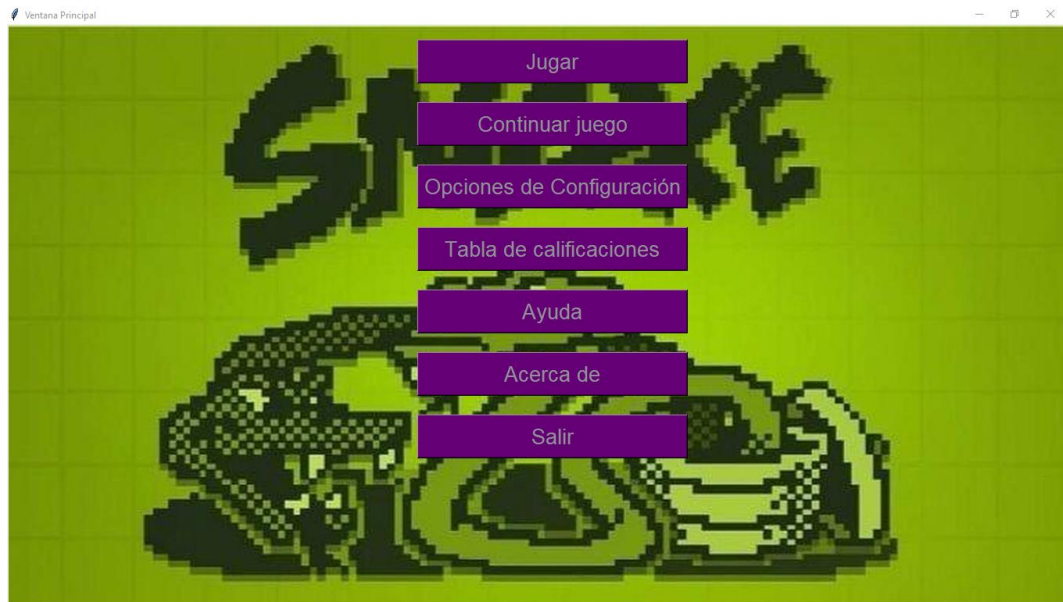 Ventana Principal
Jugar
Continuar juego
Opciones de Configuración
Tabla de calificaciones
Ayuda
Acerca de
Salir